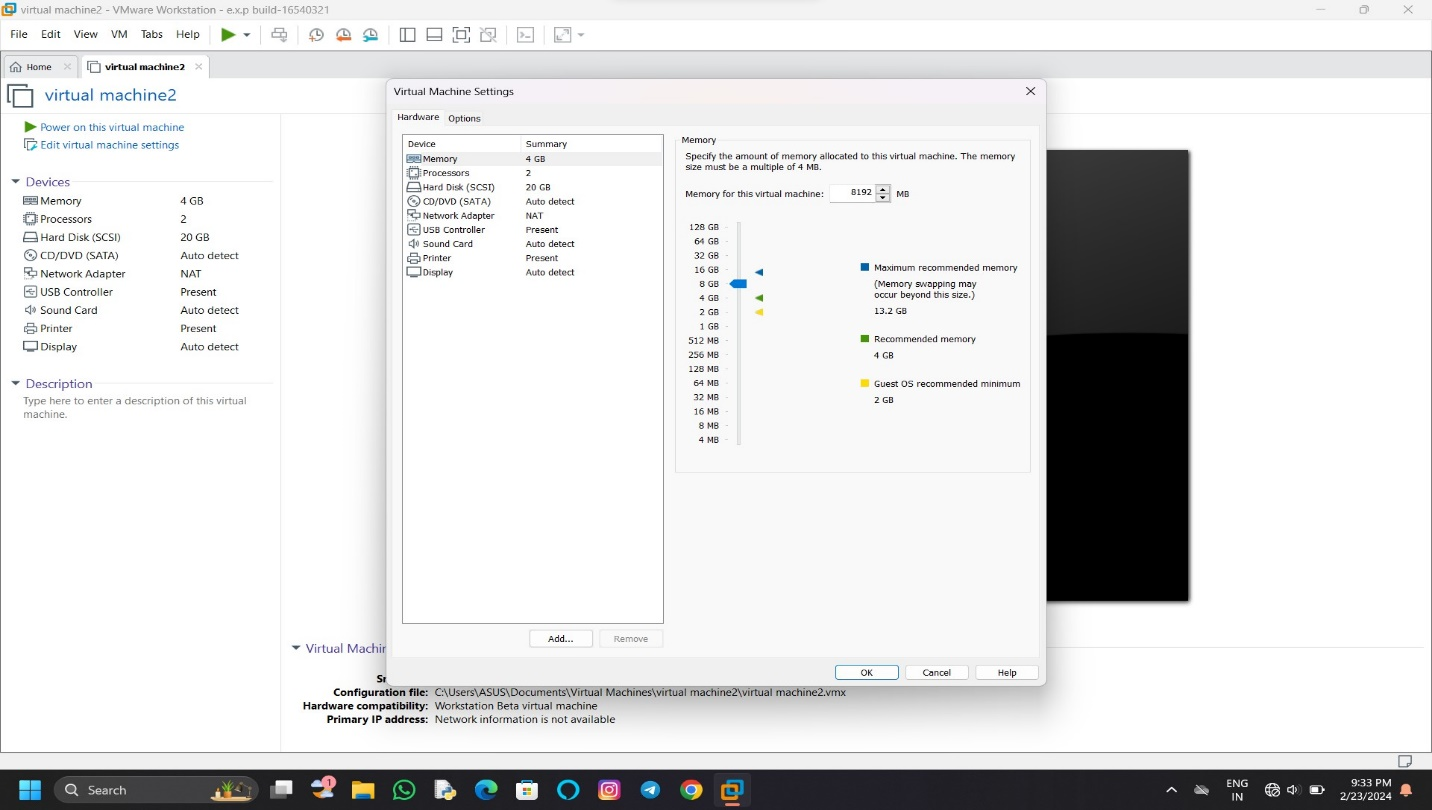 virtual machine2 - VMware Workstation - e.x.p build-16540321
File Edit View VM Tabs Help
Home
virtual machine2
virtual machine2
Power on this virtual machine
Edit virtual machine settings
Devices
Memory 4 GB
Processors 2
Hard Disk (SCSI) 20 GB
CD/DVD (SATA) Auto detect
Network Adapter NAT
USB Controller Present
Sound Card Auto detect
Printer Present
Display Auto detect
Description
Type here to enter a description of this virtual
machine.
Virtual Machine Settings
Hardware Options
Device Summary
Memory 4 GB
Processors 2
Hard Disk (SCSI) 20 GB
CD/DVD (SATA) Auto detect
Network Adapter NAT
USB Controller Present
Sound Card Auto detect
Printer Present
Display Auto detect
Add... Remove
Memory
Specify the amount of memory allocated to this virtual machine. The memory
size must be a multiple of 4 MB.
Memory for this virtual machine: 8192 MB
128 GB
64 GB
32 GB
16 GB
8 GB
4 GB
2 GB
1 GB
512 MB
256 MB
128 MB
64 MB
32 MB
16 MB
8 MB
4 MB
Maximum recommended memory
(Memory swapping may
occur beyond this size.)
13.2 GB
Recommended memory
4 GB
Guest OS recommended minimum
2 GB
OK Cancel Help
Virtual Machin
S
Configuration file: C:\Users\ASUS\Documents\Virtual Machines\virtual machine2\virtual machine2.vmx
Hardware compatibility: Workstation Beta virtual machine
Primary IP address: Network information is not available
Search
1
ENG
IN
9:33 PM
2/23/2024